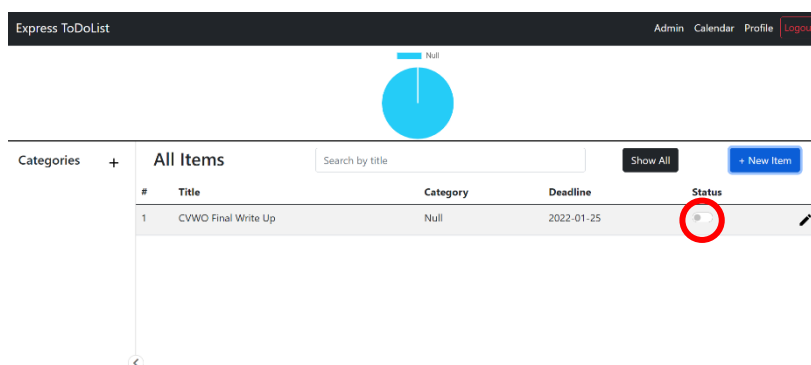 Express ToDoList Admin Calendar Profile Logou
Null
Categories + All Items Search by title Show All + New Item
# Title Category Deadline Status
1 CVWO Final Write Up Null 2022-01-25